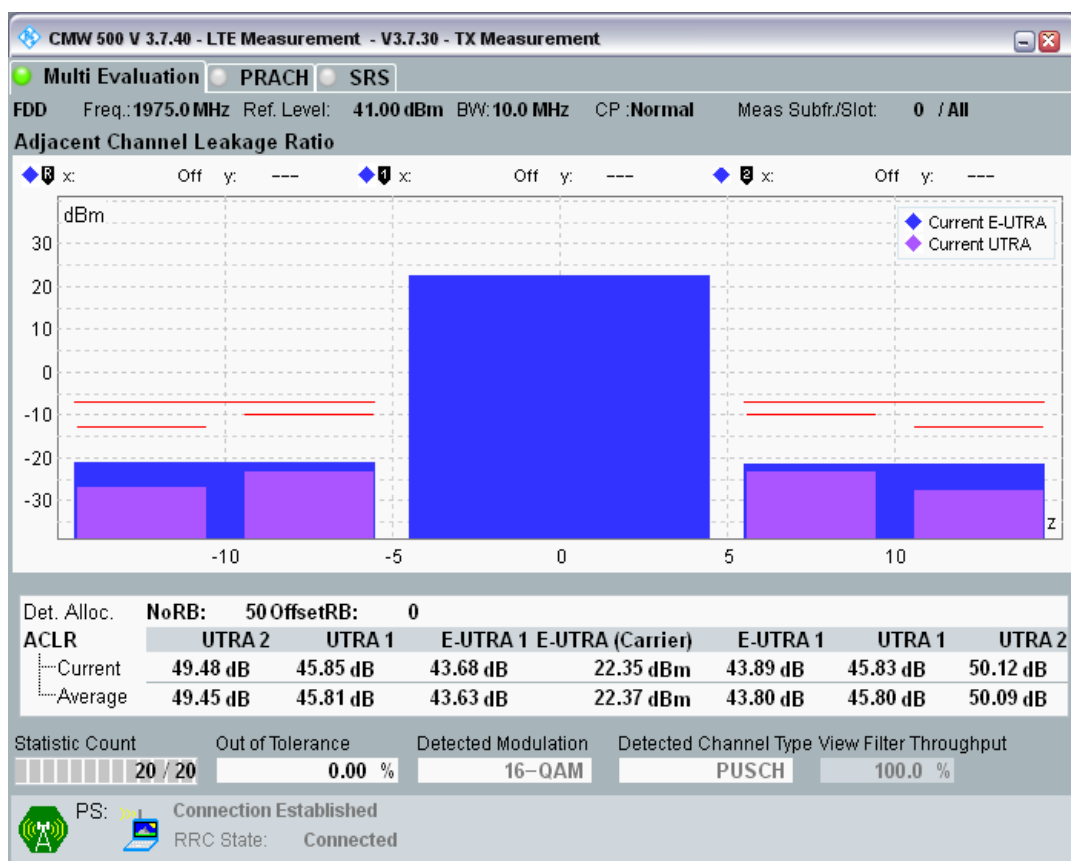 CMW 500 V 3.7.40 - LTE Measurement - V3.7.30 - TX Measurement
Multi Evaluation PRACH SRS
FDD Freq.: 1975.0 MHz Ref. Level: 41.00 dBm BW: 10.0 MHz CP :Normal Meas Subfr./Slot: 0 / All
Adjacent Channel Leakage Ratio
R x: Off y: --- 1 x: Off y: --- 2 x: Off y: ---
dBm
Current E-UTRA
Current UTRA
30
20
10
0
-10
-20
-30
z
-10 -5 0 5 10
Det. Alloc. NoRB: 50 OffsetRB: 0
ACLR UTRA 2 UTRA 1 E-UTRA 1 E-UTRA (Carrier) E-UTRA 1 UTRA 1 UTRA 2
Current 49.48 dB 45.85 dB 43.68 dB 22.35 dBm 43.89 dB 45.83 dB 50.12 dB
Average 49.45 dB 45.81 dB 43.63 dB 22.37 dBm 43.80 dB 45.80 dB 50.09 dB
Statistic Count Out of Tolerance Detected Modulation Detected Channel Type View Filter Throughput
20 / 20 0.00 % 16-QAM PUSCH 100.0 %
PS: Connection Established
RRC State: Connected